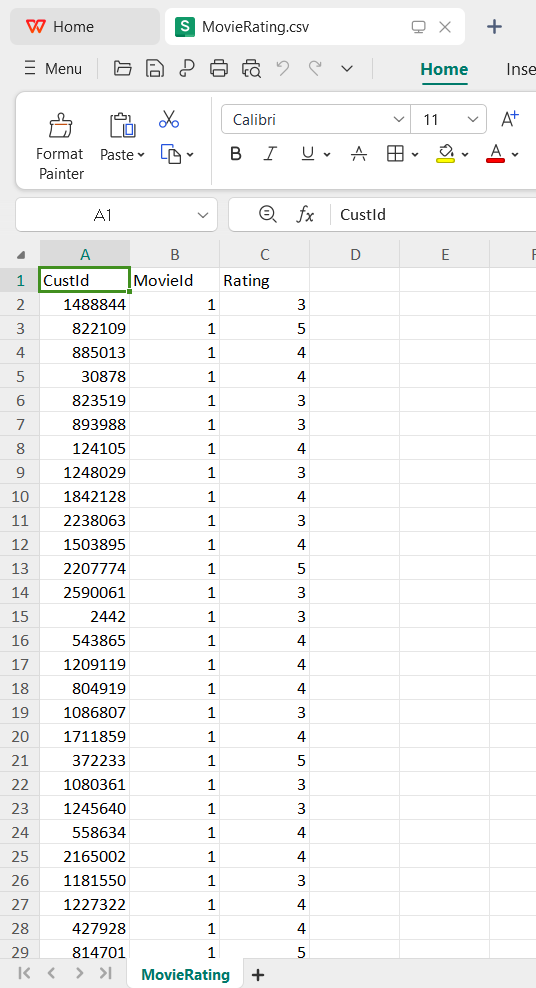 Home MovieRating.csv
Menu Home Inse
Format Painter Paste Calibri 11 A+
B I U A A
A1 fx CustId
A B C D E F
1 CustId MovieId Rating
2 1488844 1 3
3 822109 1 5
4 885013 1 4
5 30878 1 4
6 823519 1 3
7 893988 1 3
8 124105 1 4
9 1248029 1 3
10 1842128 1 4
11 2238063 1 3
12 1503895 1 4
13 2207774 1 5
14 2590061 1 3
15 2442 1 3
16 543865 1 4
17 1209119 1 4
18 804919 1 4
19 1086807 1 3
20 1711859 1 4
21 372233 1 5
22 1080361 1 3
23 1245640 1 3
24 558634 1 4
25 2165002 1 4
26 1181550 1 3
27 1227322 1 4
28 427928 1 4
29 814701 1 5
MovieRating